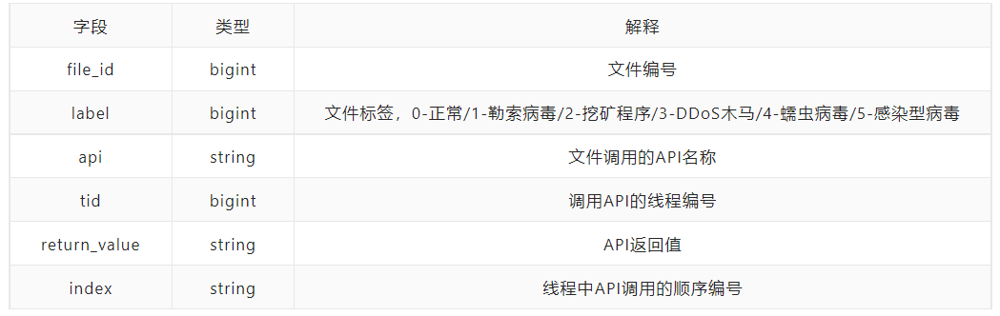 字段 类型 解释
file_id bigint 文件编号
label bigint 文件标签，0-正常/1-勒索病毒/2-挖矿程序/3-DDoS木马/4-蠕虫病毒/5-感染型病毒
api string 文件调用的API名称
tid bigint 调用API的线程编号
return_value string API返回值
index string 线程中API调用的顺序编号